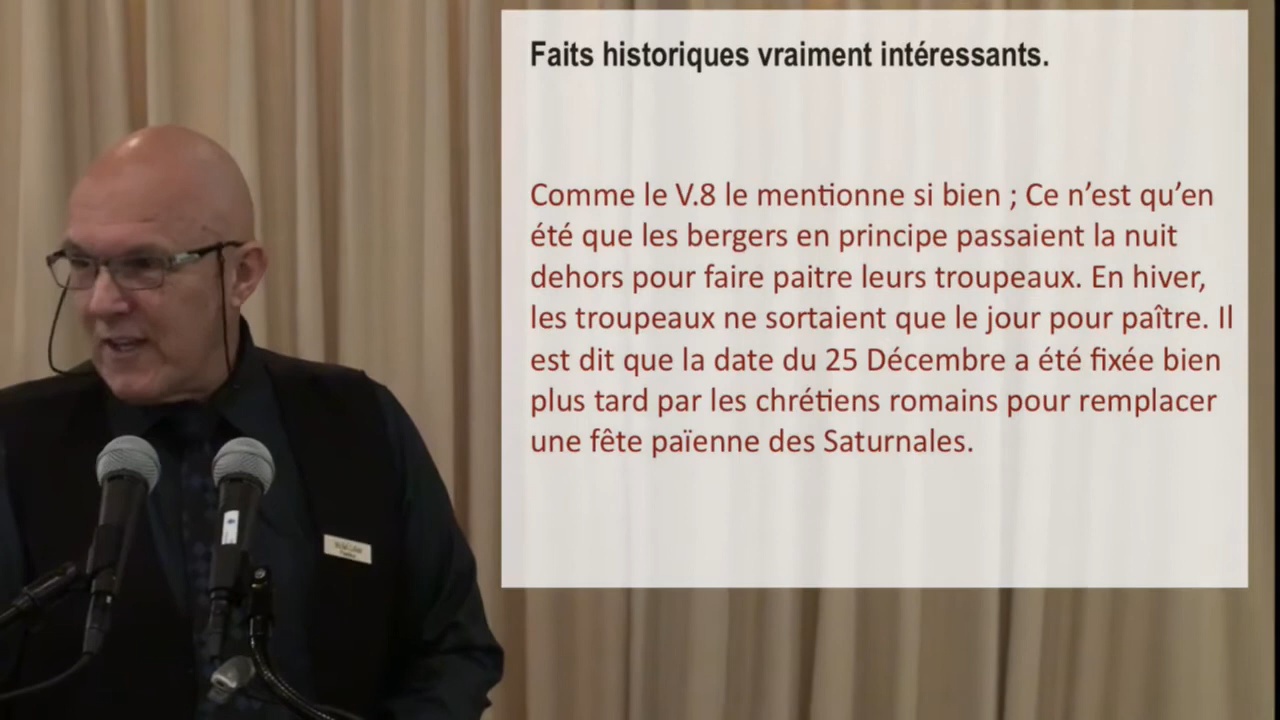 Faits historiques vraiment intéressants.
Comme le V.8 le mentionne si bien ; Ce n’est qu’en
été que les bergers en principe passaient la nuit
dehors pour faire paitre leurs troupeaux. En hiver,
les troupeaux ne sortaient que le jour pour paître. Il
est dit que la date du 25 Décembre a été fixée bien
plus tard par les chrétiens romains pour remplacer
une fête païenne des Saturnales.